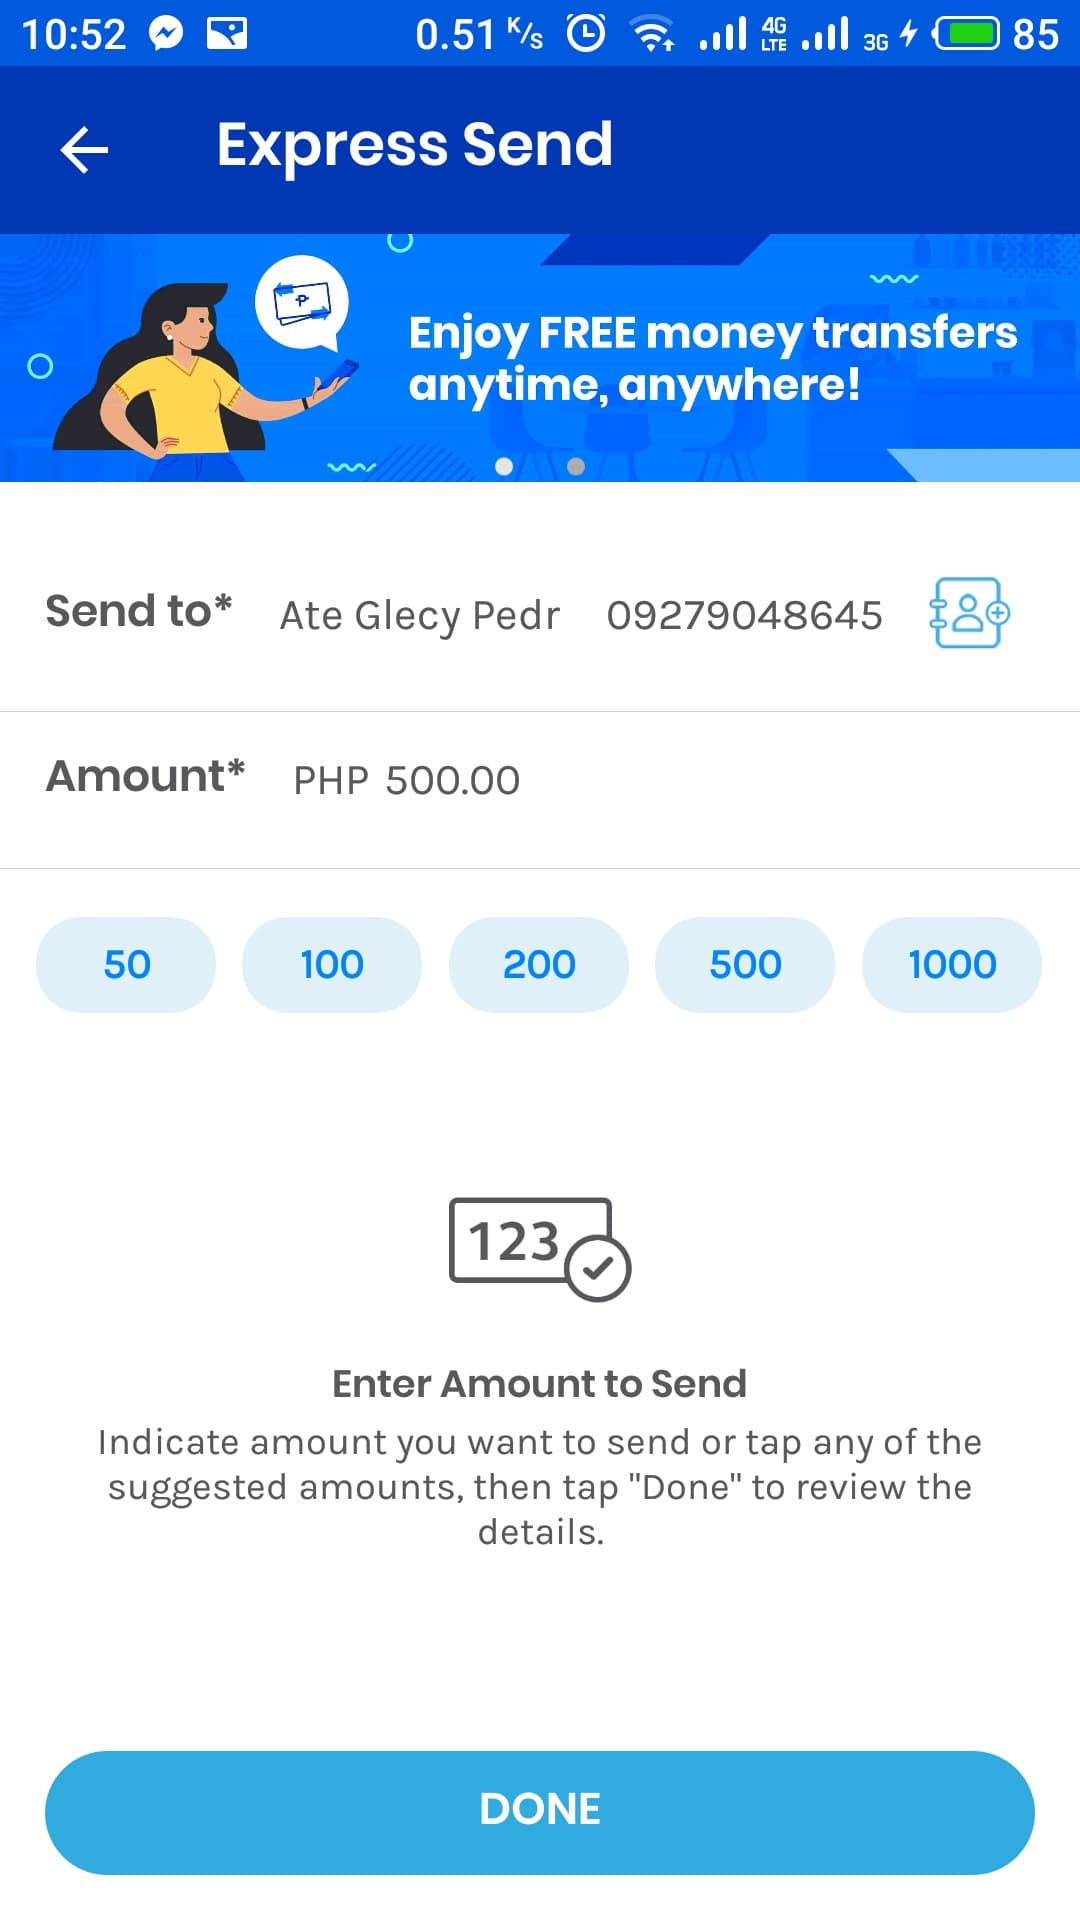 10:52 0.51 K/s 4G LTE 3G 85
Express Send
₱
Enjoy FREE money transfers
anytime, anywhere!
Send to* Ate Glecy Pedr 09279048645
Amount* PHP 500.00
50 100 200 500 1000
123
Enter Amount to Send
Indicate amount you want to send or tap any of the
suggested amounts, then tap "Done" to review the
details.
DONE